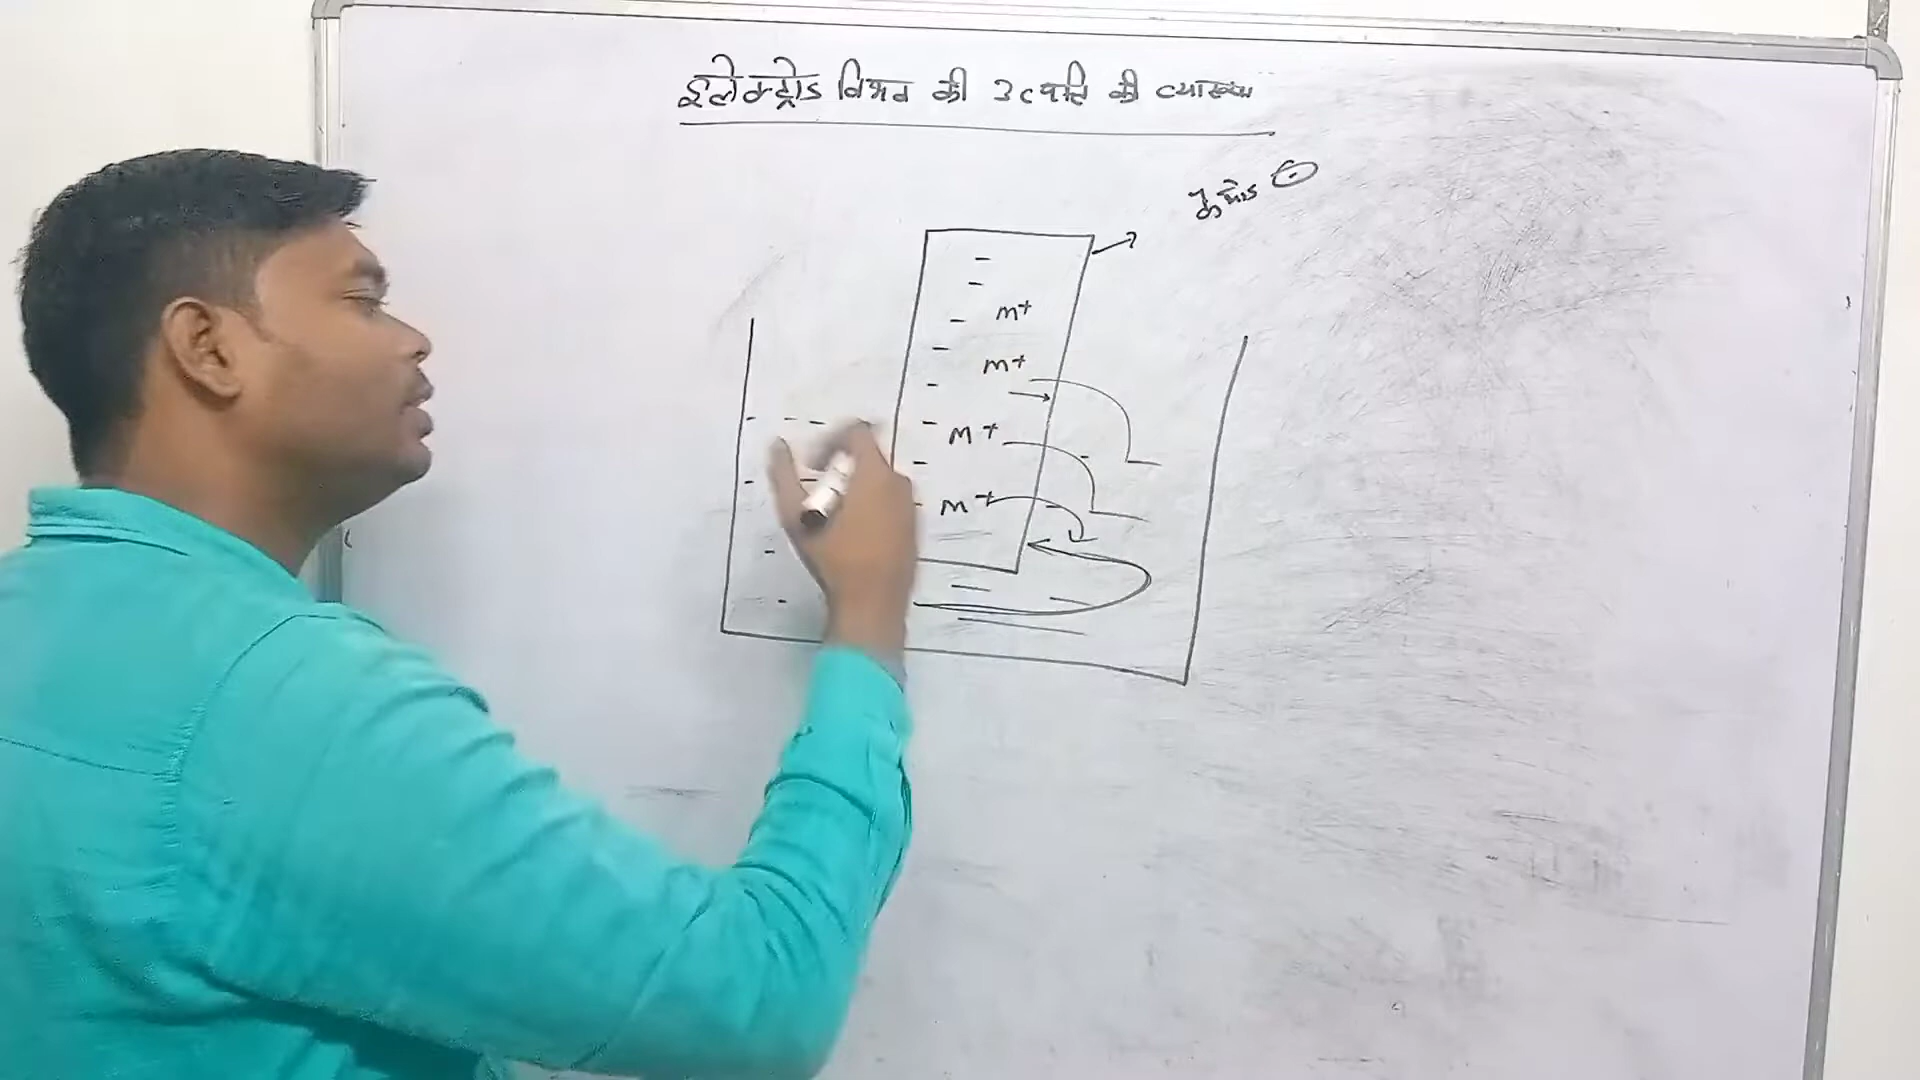 इलेक्ट्रोड विभव की उत्पत्ति की व्याख्या
कैथोड -
m+
m+
m+
m+